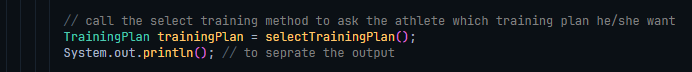 // call the select training method to ask the athlete which training plan he/she want
TrainingPlan trainingPlan = selectTrainingPlan();
System.out.println(); // to seprate the output